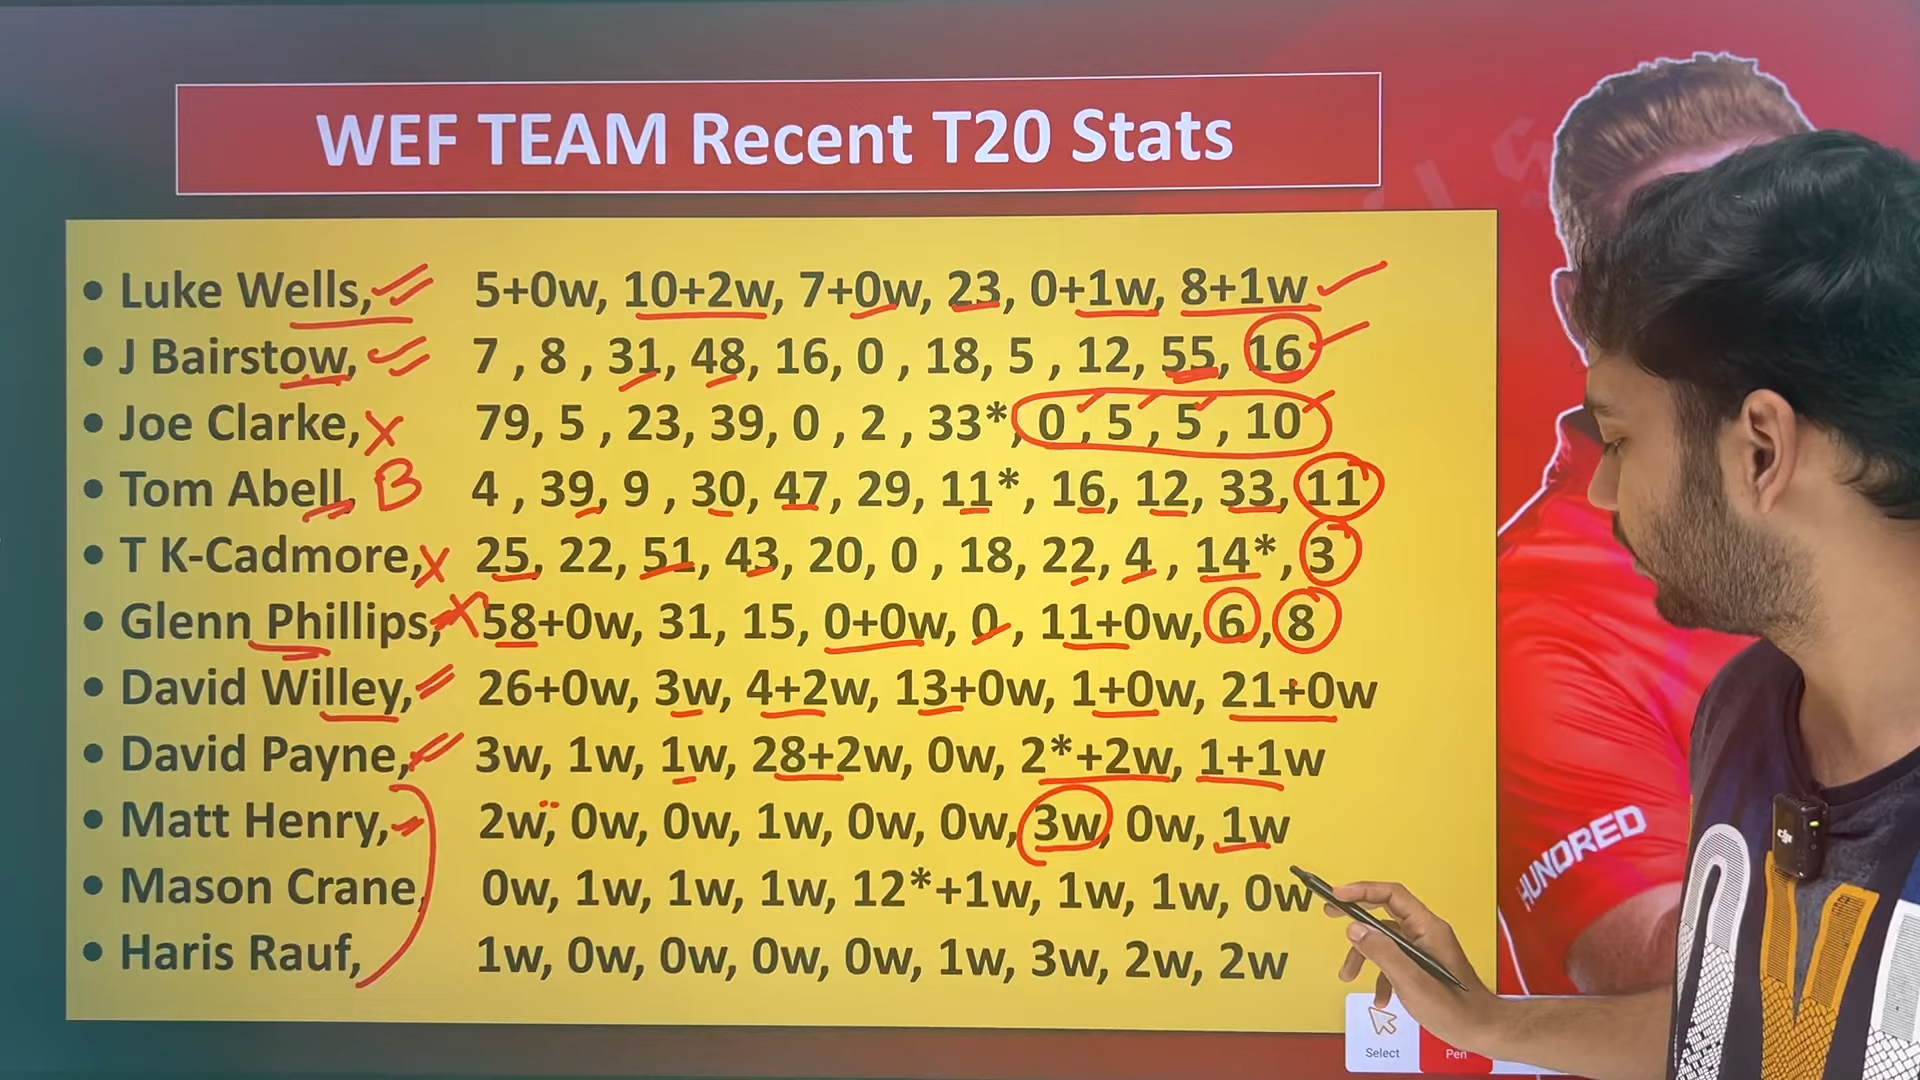 WEF TEAM Recent T20 Stats
• Luke Wells, 5+0w, 10+2w, 7+0w, 23, 0+1w, 8+1w
• J Bairstow, 7 , 8 , 31, 48, 16, 0 , 18, 5 , 12, 55, 16
• Joe Clarke, X 79, 5 , 23, 39, 0 , 2 , 33*, 0 , 5 , 5 , 10
• Tom Abell, B 4 , 39, 9 , 30, 47, 29, 11*, 16, 12, 33, 11
• T K-Cadmore, X 25, 22, 51, 43, 20, 0 , 18, 22, 4 , 14*, 3
• Glenn Phillips, X 58+0w, 31, 15, 0+0w, 0 , 11+0w, 6 , 8
• David Willey, 26+0w, 3w, 4+2w, 13+0w, 1+0w, 21+0w
• David Payne, 3w, 1w, 1w, 28+2w, 0w, 2*+2w, 1+1w
• Matt Henry, 2w, 0w, 0w, 1w, 0w, 0w, 3w, 0w, 1w
• Mason Crane, 0w, 1w, 1w, 1w, 12*+1w, 1w, 1w, 0w
• Haris Rauf, 1w, 0w, 0w, 0w, 0w, 1w, 3w, 2w, 2w
HUNDRED
dji
Select
Pen